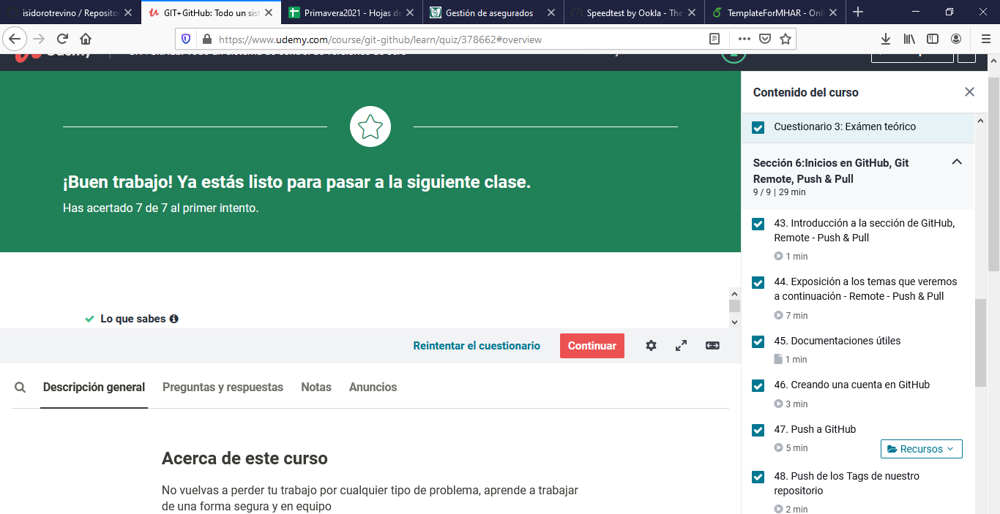 isidorotrevino / Reposito
GIT+GitHub: Todo un sist
Primavera2021 - Hojas de
Gestión de asegurados
Speedtest by Ookla - The
TemplateForMHAR - Onli
https://www.udemy.com/course/git-github/learn/quiz/378662#overview
Contenido del curso
Cuestionario 3: Exámen teórico
Sección 6:Inicios en GitHub, Git
Remote, Push & Pull
9 / 9 | 29 min
43. Introducción a la sección de GitHub,
Remote - Push & Pull
1 min
44. Exposición a los temas que veremos
a continuación - Remote - Push & Pull
7 min
45. Documentaciones útiles
1 min
46. Creando una cuenta en GitHub
3 min
47. Push a GitHub
5 min
Recursos
48. Push de los Tags de nuestro
repositorio
2 min
¡Buen trabajo! Ya estás listo para pasar a la siguiente clase.
Has acertado 7 de 7 al primer intento.
Lo que sabes
Reintentar el cuestionario
Continuar
Descripción general
Preguntas y respuestas
Notas
Anuncios
Acerca de este curso
No vuelvas a perder tu trabajo por cualquier tipo de problema, aprende a trabajar
de una forma segura y en equipo